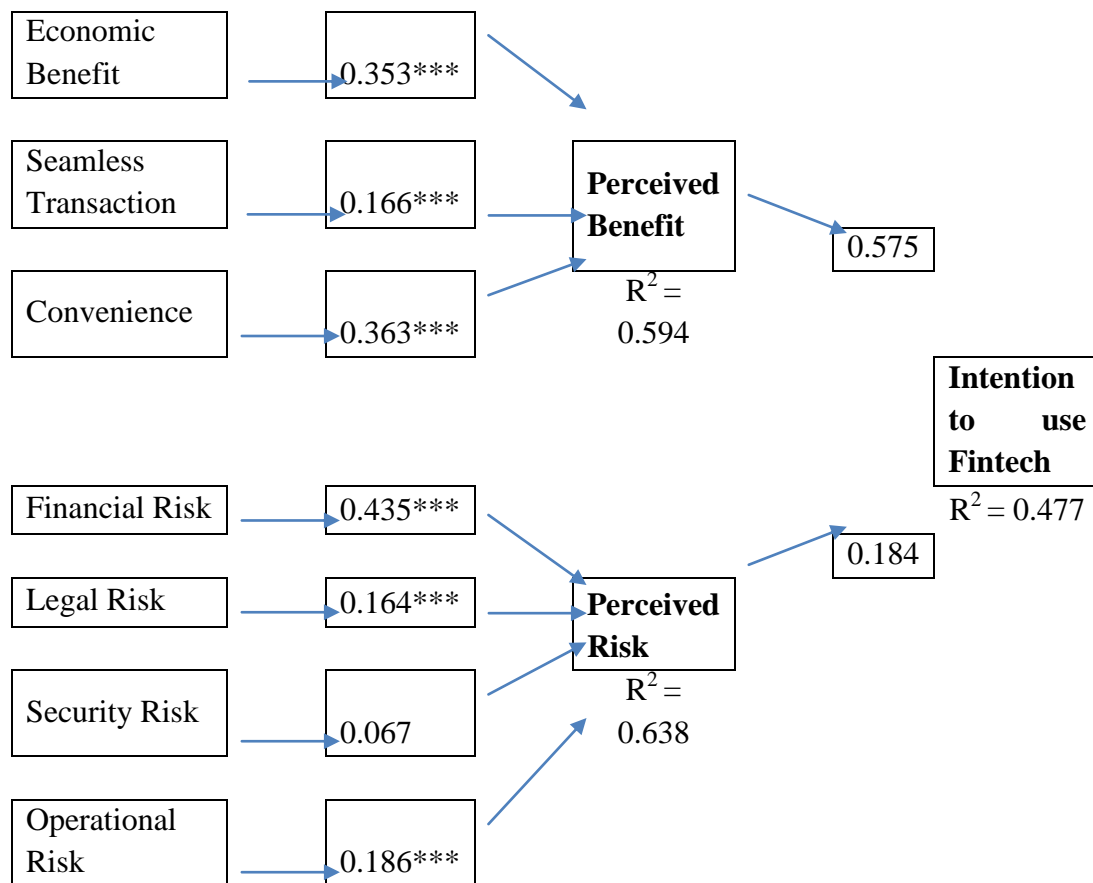 Economic
Benefit
0.353***
Seamless
Transaction
0.166***
Perceived
Benefit
0.575
Convenience
0.363***
R² =
0.594
Intention
to use
Fintech
R² = 0.477
Financial Risk
0.435***
0.184
Legal Risk
0.164***
Perceived
Risk
Security Risk
0.067
R² =
0.638
Operational
Risk
0.186***